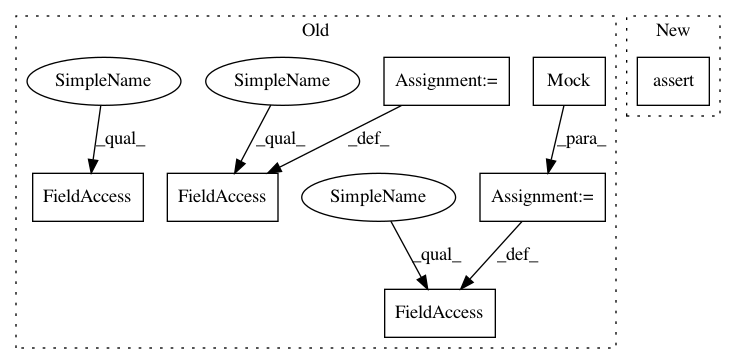 Old
New
SimpleName
SimpleName
Assignment:=
Mock
assert
_qual_
_qual_
_def_
_para_
FieldAccess
FieldAccess
SimpleName
Assignment:=
_qual_
_def_
FieldAccess